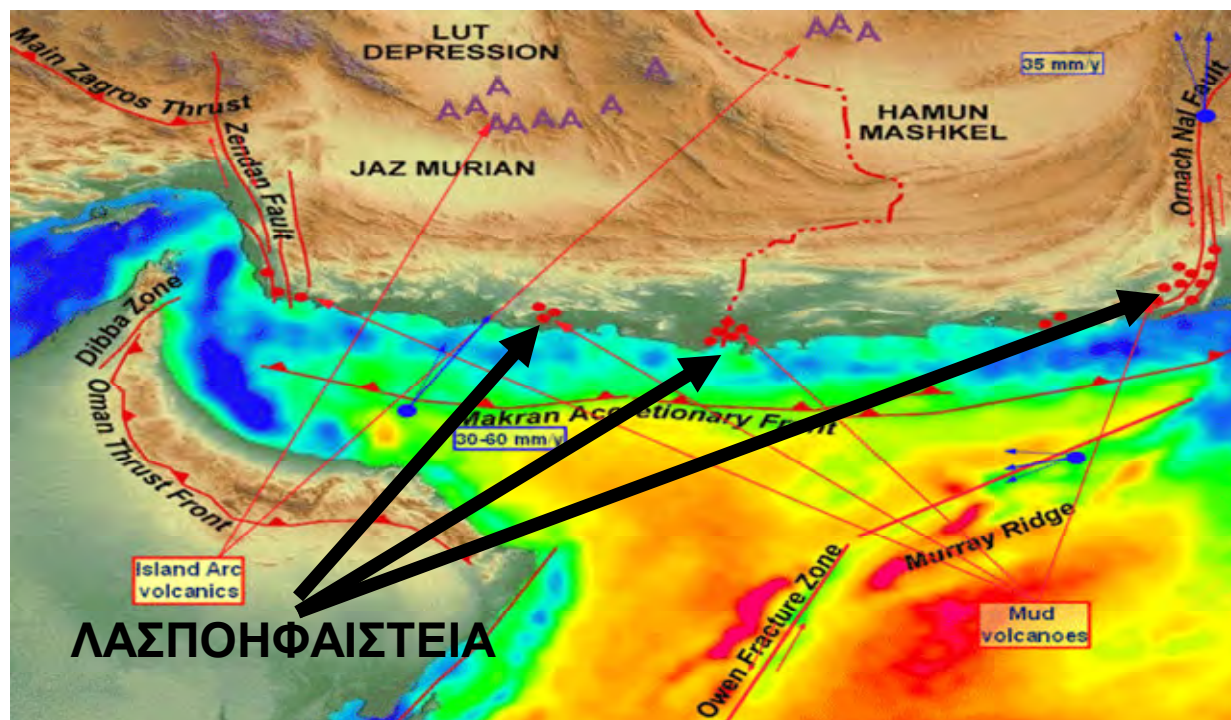 LUT
DEPRESSION
Main Zagros Thrust
35 mm/y
HAMUN
MASHKEL
Ornach Nal Fault
Zendan Fault
JAZ MURIAN
Dibba Zone
Oman Thrust Front
Makran Accretionary Front
30-60 mm/y
Murray Ridge
Owen Fracture Zone
Island Arc
volcanics
Mud
volcanoes
ΛΑΣΠΟΗΦΑΙΣΤΕΙΑ